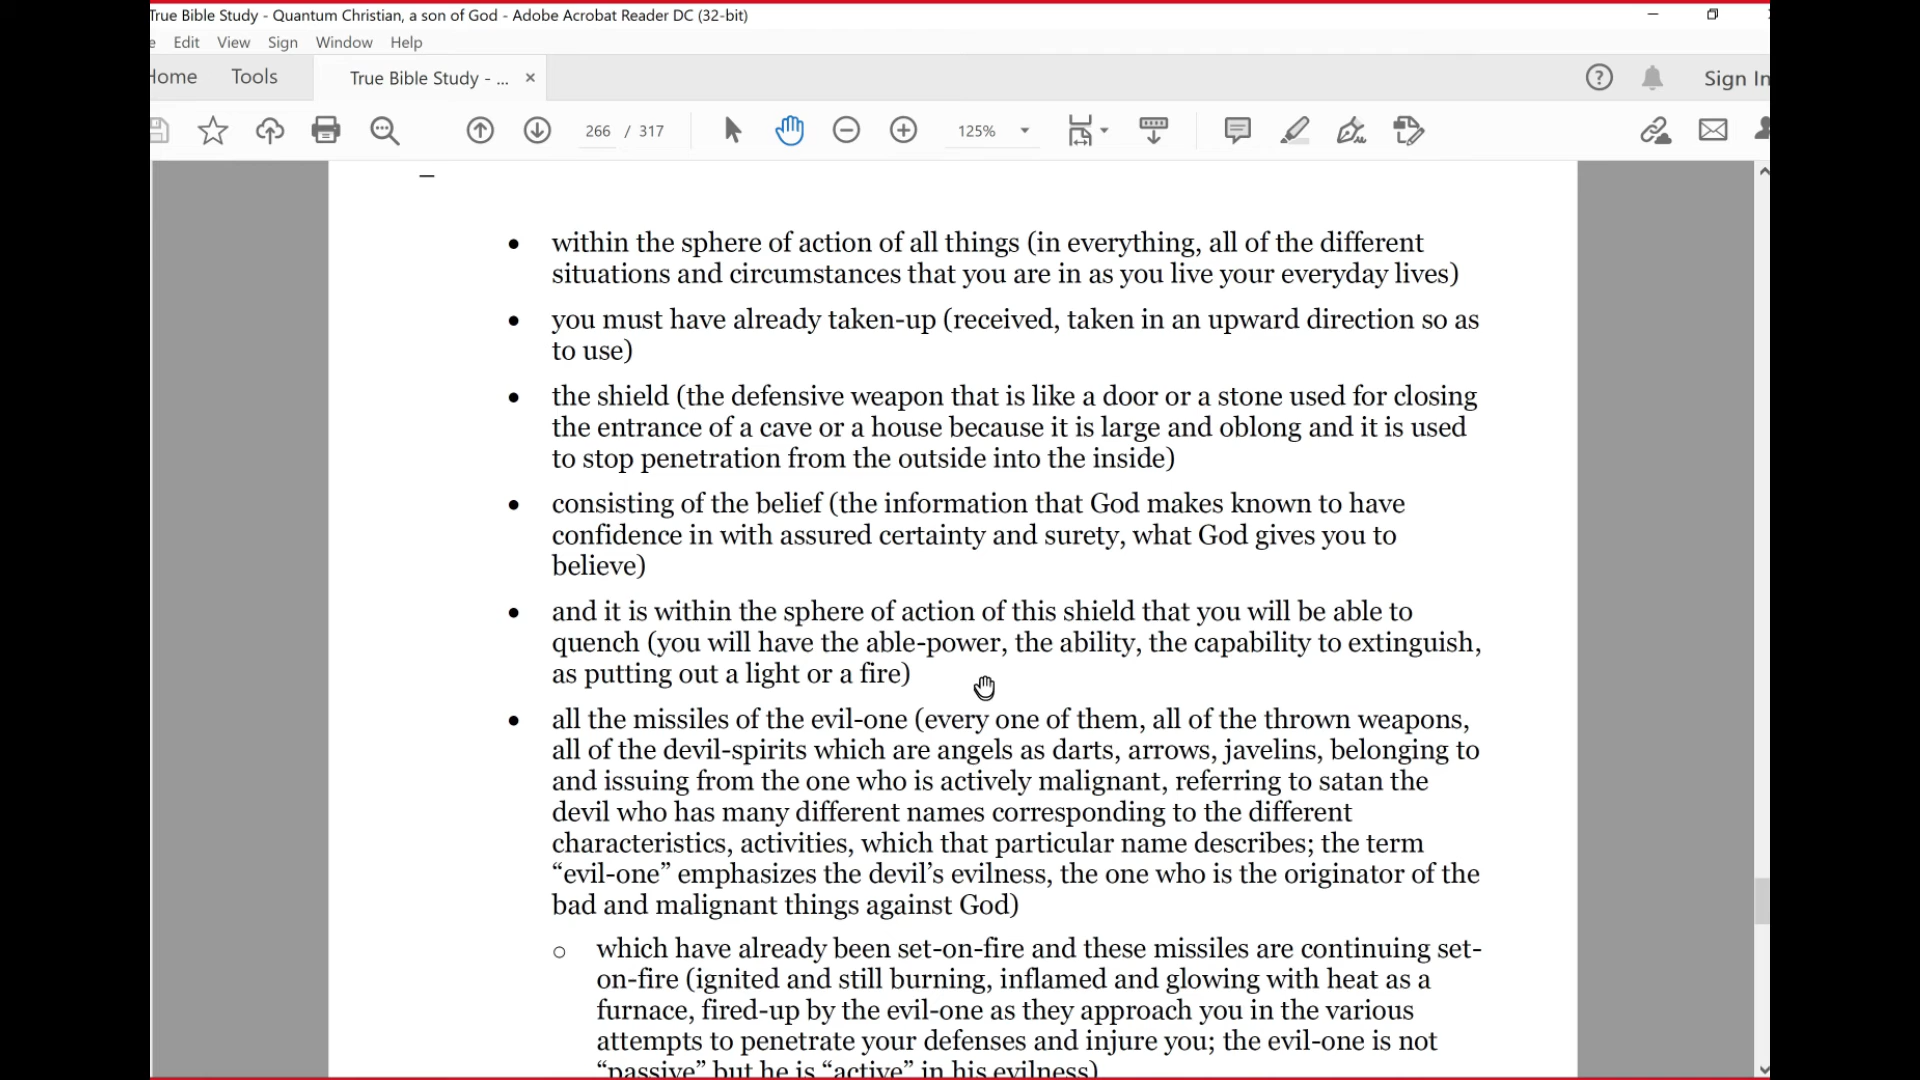 True Bible Study - Quantum Christian, a son of God - Adobe Acrobat Reader DC (32-bit)
e Edit View Sign Window Help
Home Tools True Bible Study - ... × Sign In
266 / 317 125%
–
• within the sphere of action of all things (in everything, all of the different
situations and circumstances that you are in as you live your everyday lives)
• you must have already taken-up (received, taken in an upward direction so as
to use)
• the shield (the defensive weapon that is like a door or a stone used for closing
the entrance of a cave or a house because it is large and oblong and it is used
to stop penetration from the outside into the inside)
• consisting of the belief (the information that God makes known to have
confidence in with assured certainty and surety, what God gives you to
believe)
• and it is within the sphere of action of this shield that you will be able to
quench (you will have the able-power, the ability, the capability to extinguish,
as putting out a light or a fire)
• all the missiles of the evil-one (every one of them, all of the thrown weapons,
all of the devil-spirits which are angels as darts, arrows, javelins, belonging to
and issuing from the one who is actively malignant, referring to satan the
devil who has many different names corresponding to the different
characteristics, activities, which that particular name describes; the term
“evil-one” emphasizes the devil’s evilness, the one who is the originator of the
bad and malignant things against God)
○ which have already been set-on-fire and these missiles are continuing set-
on-fire (ignited and still burning, inflamed and glowing with heat as a
furnace, fired-up by the evil-one as they approach you in the various
attempts to penetrate your defenses and injure you; the evil-one is not
“passive” but he is “active” in his evilness)